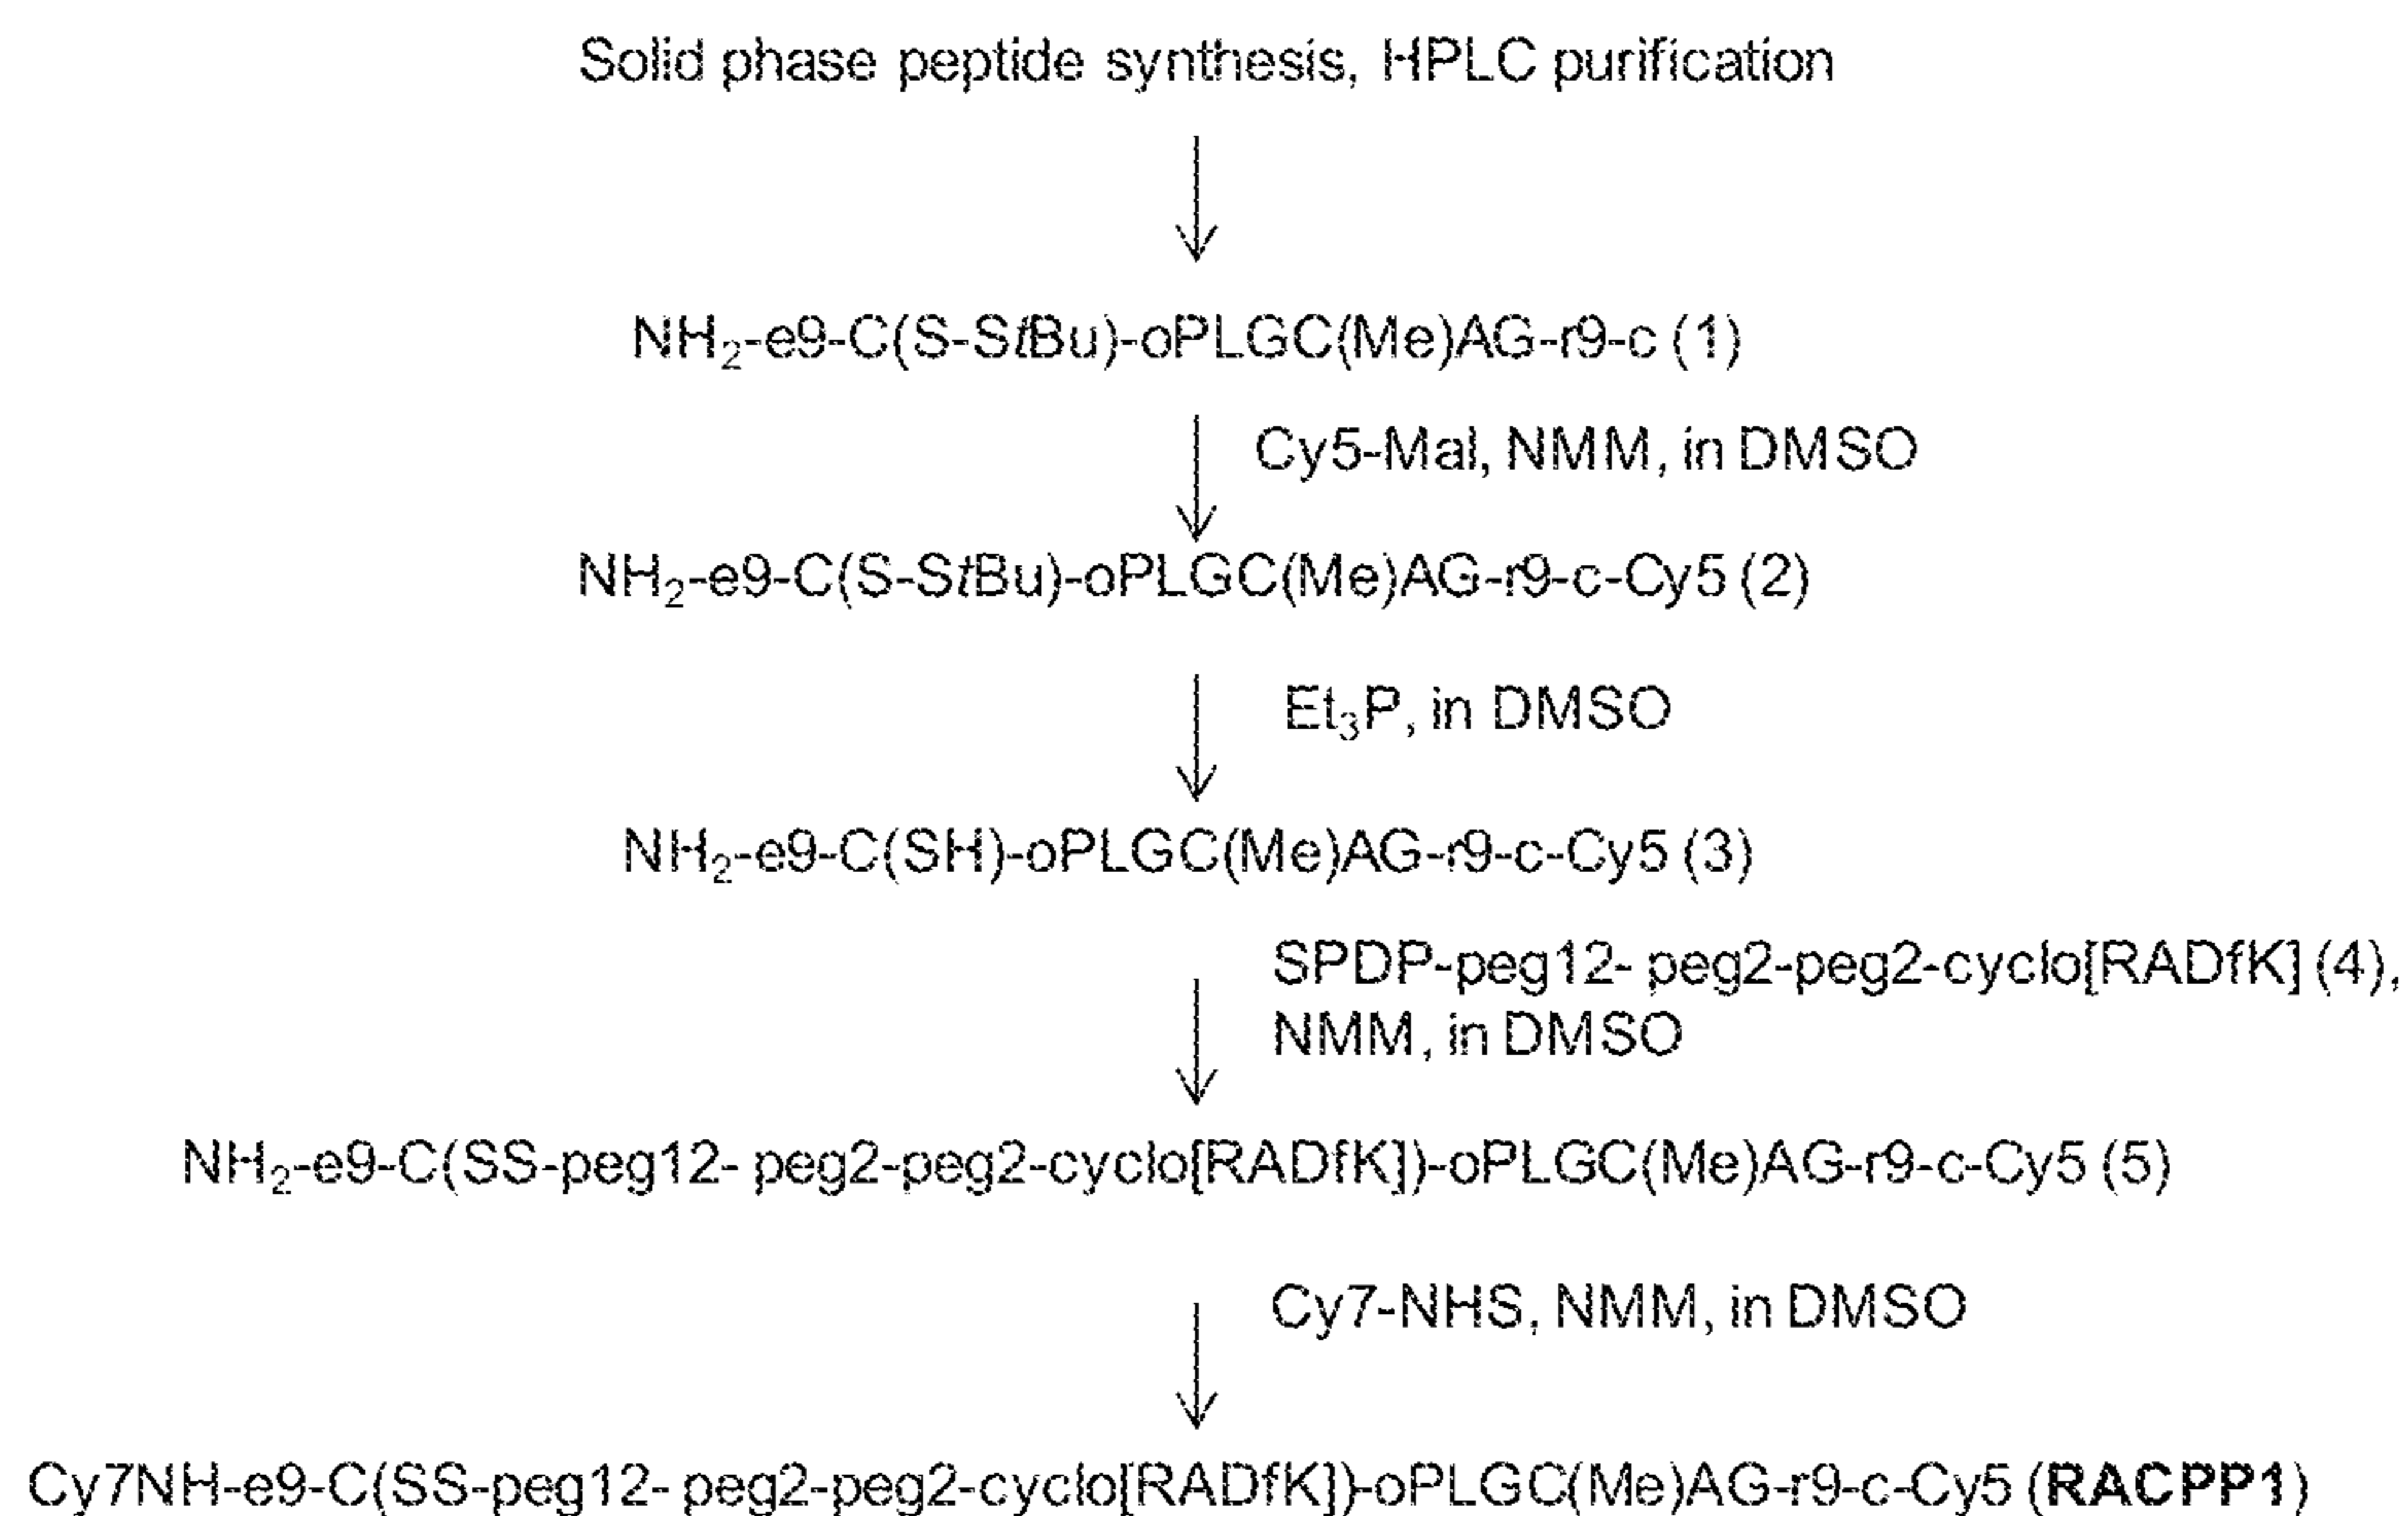 Solid phase peptide synthesis, HPLC purification
NH₂-e9-C(S-StBu)-oPLGC(Me)AG-r9-c (1)
Cy5-Mal, NMM, in DMSO
NH₂-e9-C(S-StBu)-oPLGC(Me)AG-r9-c-Cy5 (2)
Et₃P, in DMSO
NH₂-e9-C(SH)-oPLGC(Me)AG-r9-c-Cy5 (3)
SPDP-peg12- peg2-peg2-cyclo[RADfK] (4),
NMM, in DMSO
NH₂-e9-C(SS-peg12- peg2-peg2-cyclo[RADfK])-oPLGC(Me)AG-r9-c-Cy5 (5)
Cy7-NHS, NMM, in DMSO
Cy7NH-e9-C(SS-peg12- peg2-peg2-cyclo[RADfK])-oPLGC(Me)AG-r9-c-Cy5 (RACPP1)